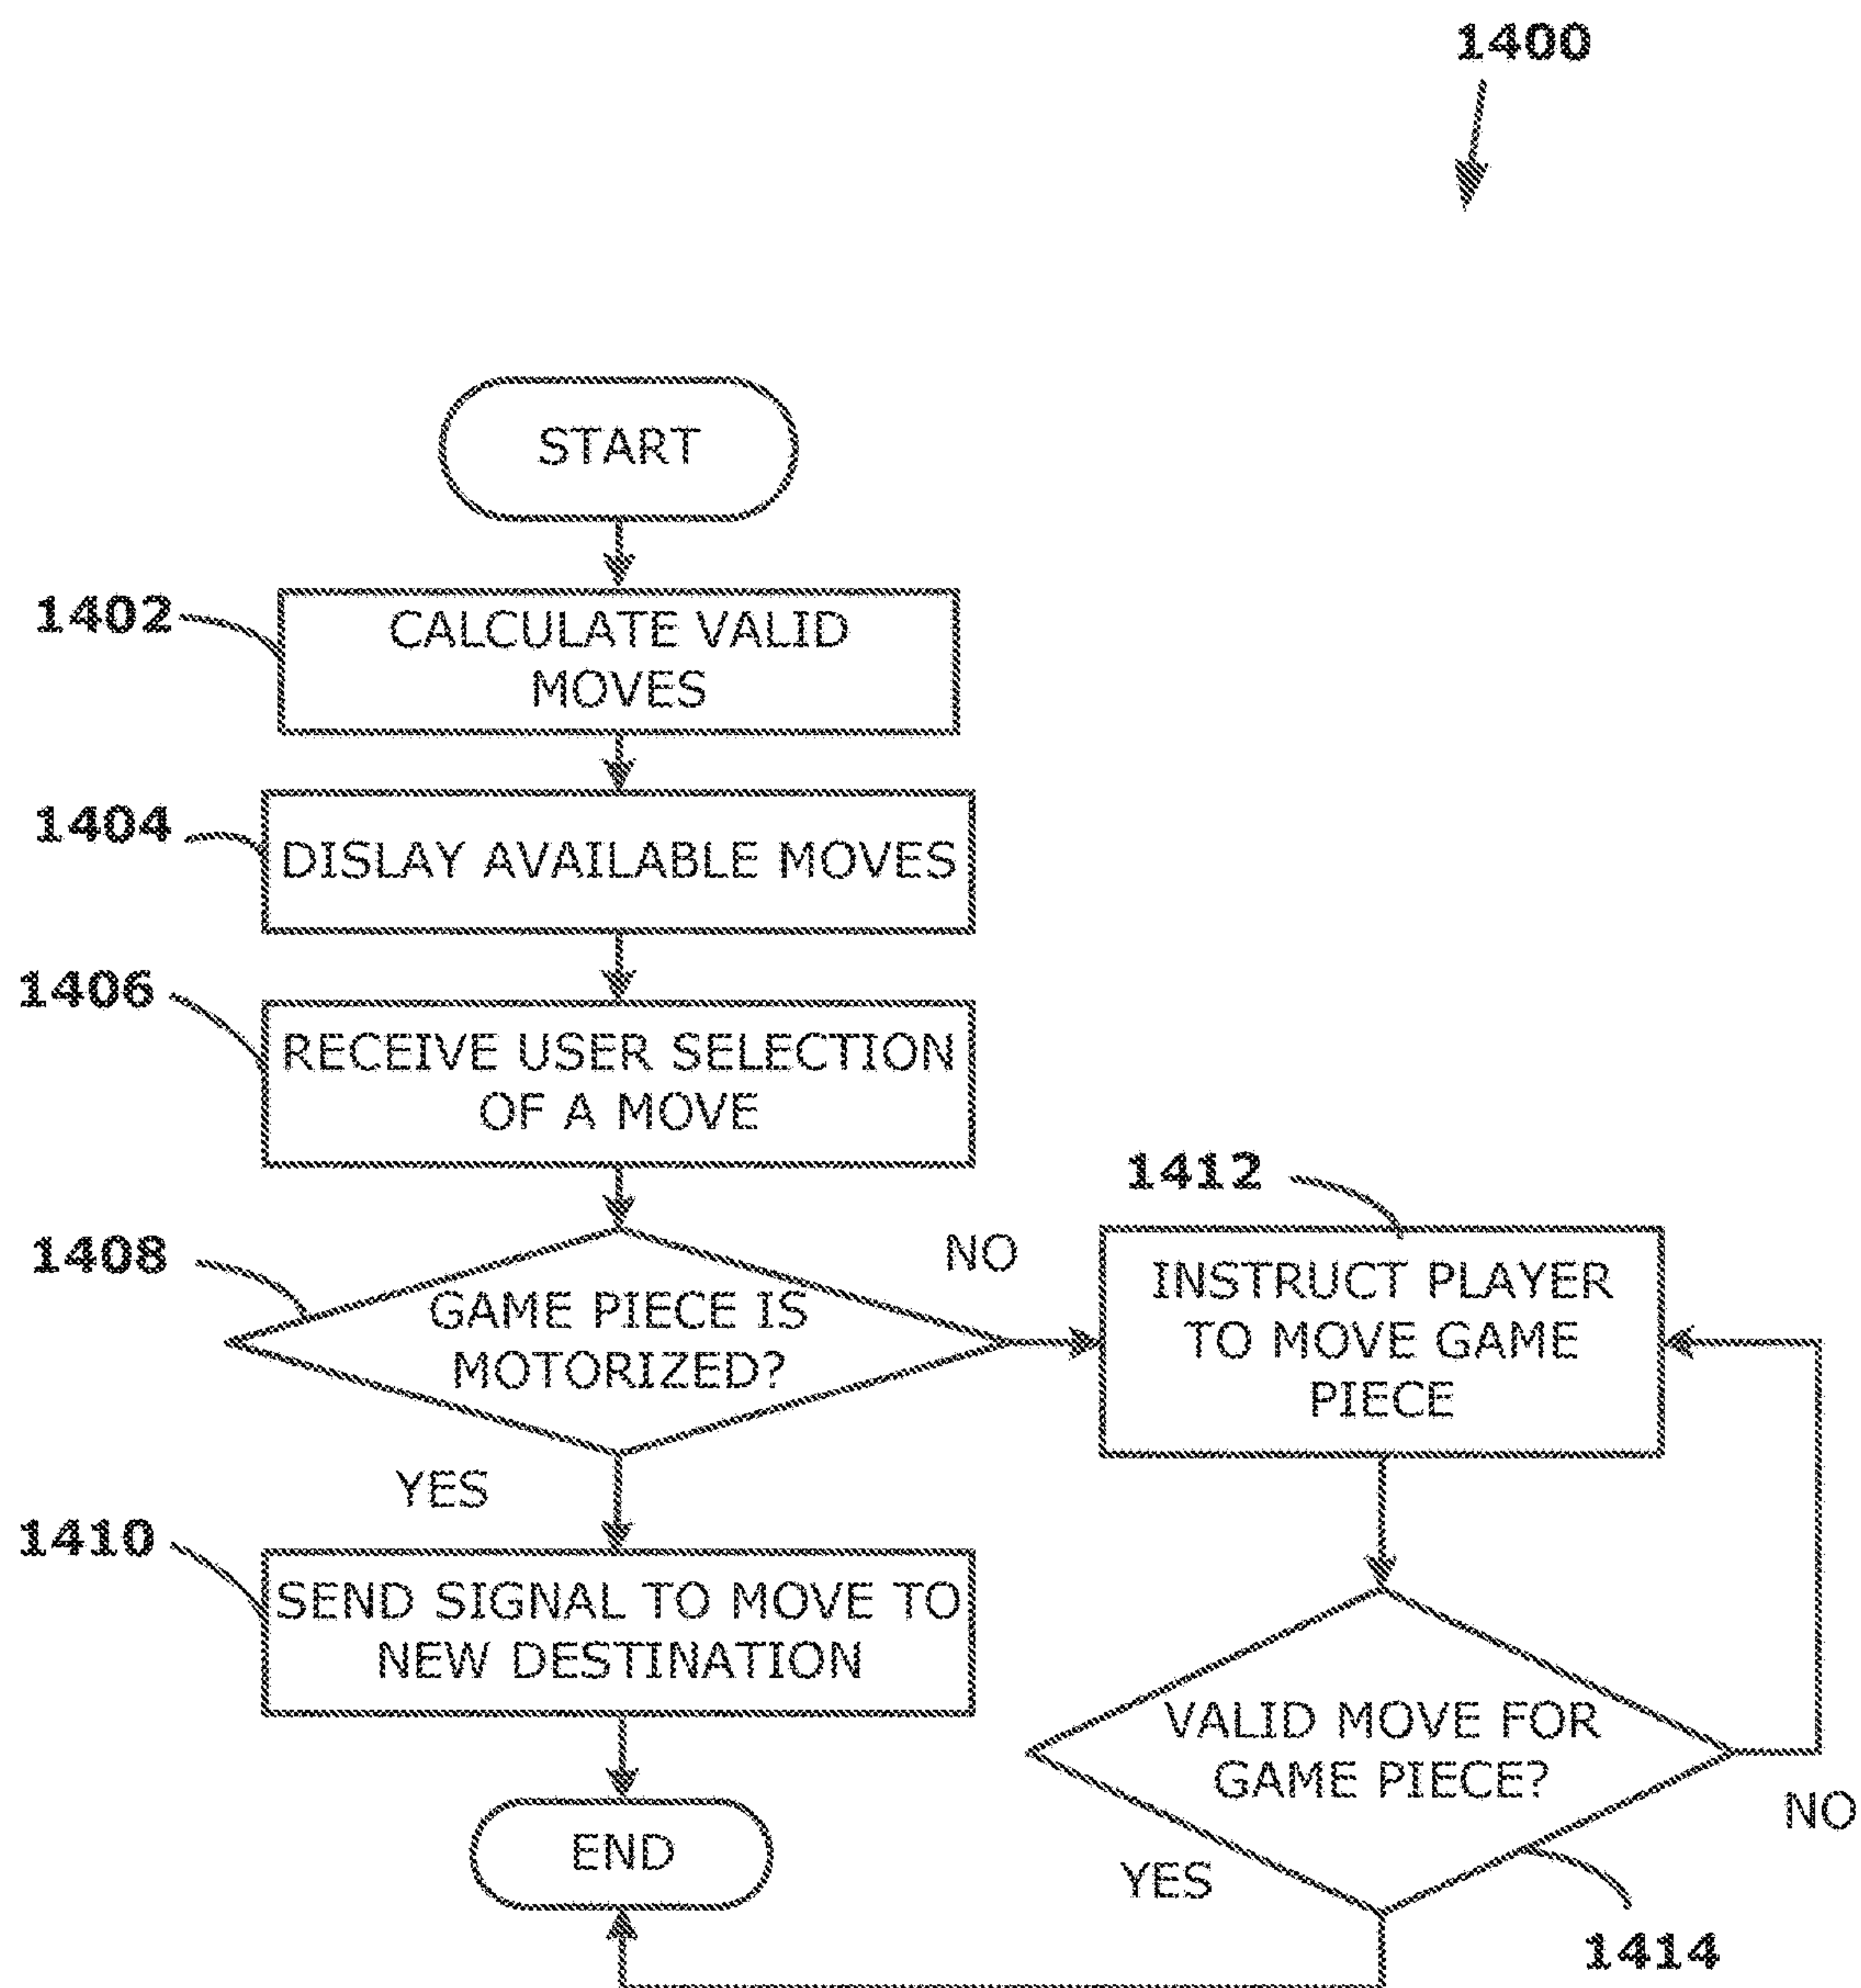 1400
START
1402
CALCULATE VALID
MOVES
1404
DISLAY AVAILABLE MOVES
1406
RECEIVE USER SELECTION
OF A MOVE
1408
GAME PIECE IS
MOTORIZED?
NO
YES
1410
SEND SIGNAL TO MOVE TO
NEW DESTINATION
END
1412
INSTRUCT PLAYER
TO MOVE GAME
PIECE
VALID MOVE FOR
GAME PIECE?
NO
YES
1414